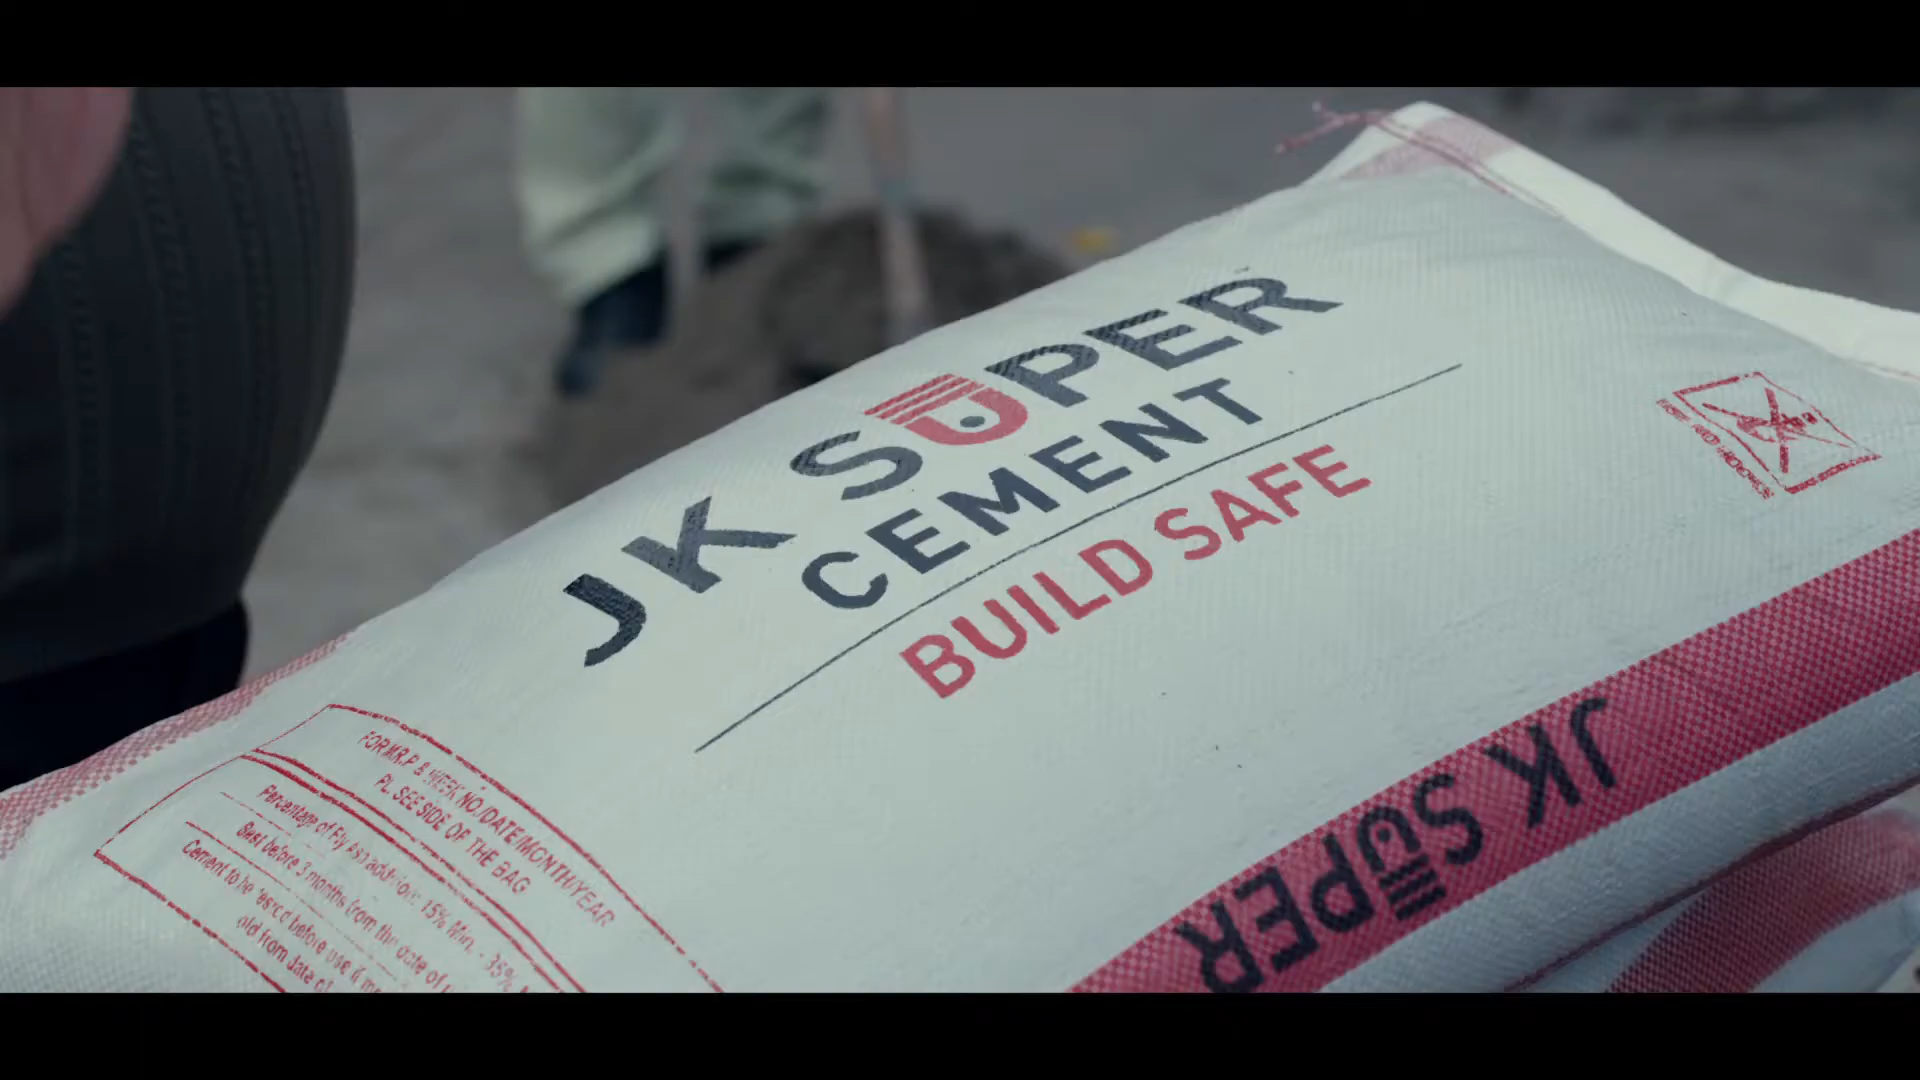 JK SUPER
CEMENT
BUILD SAFE
FOR M.R.P & WEEK NO./DATE/MONTH/YEAR
PL. SEE SIDE OF THE BAG
Percentage of Fly Ash addition: 15% Min. - 35%
Best before 3 months from the date of
Cement to be tested before use if
old from date of
JK SUPER